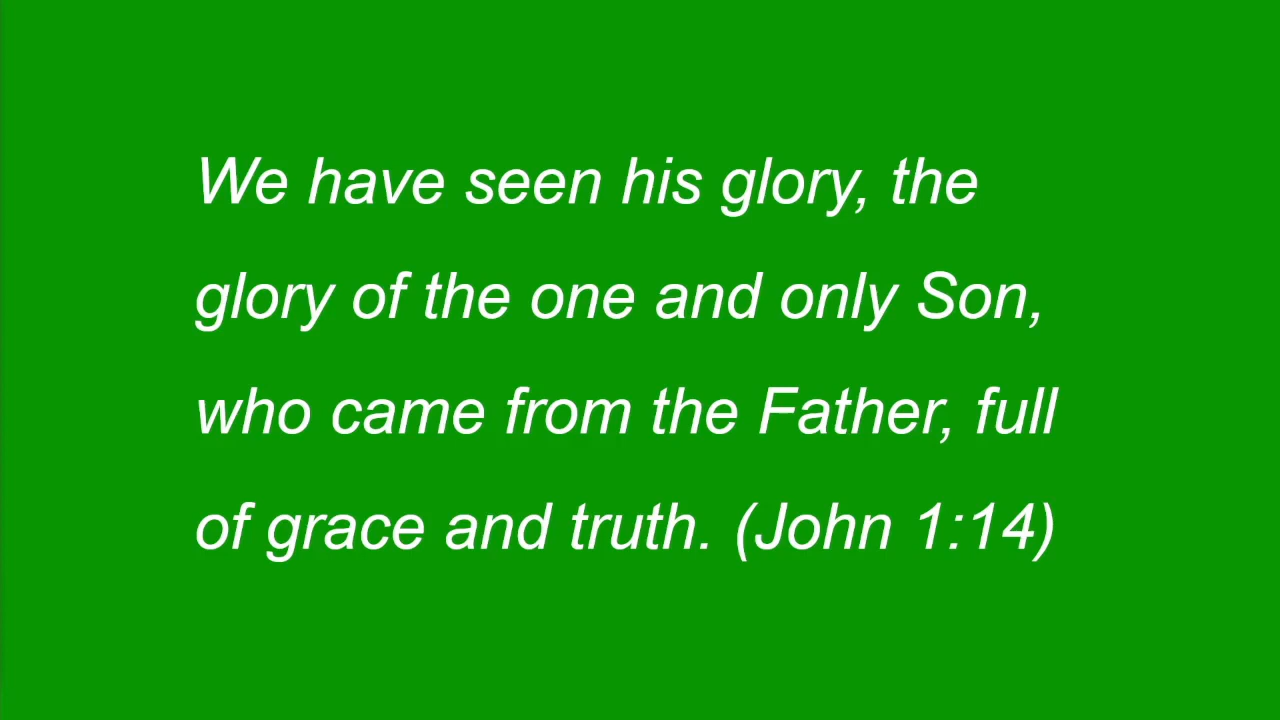 We have seen his glory, the
glory of the one and only Son,
who came from the Father, full
of grace and truth. (John 1:14)